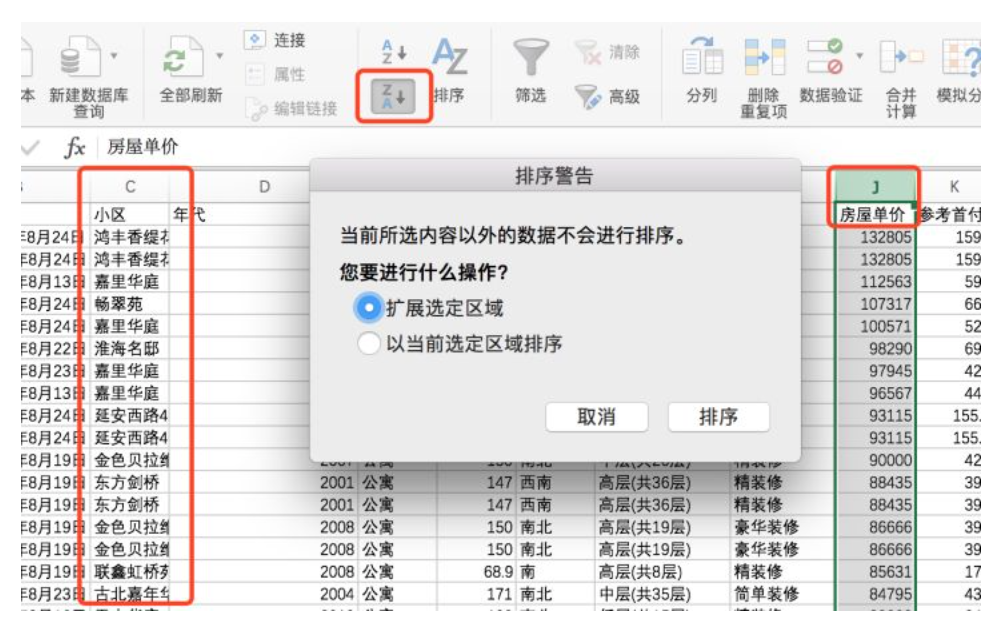 连接
属性
编辑链接
本 新建数据库查询 全部刷新 排序 筛选 清除 高级 分列 删除重复项 数据验证 合并计算 模拟分
fx 房屋单价
排序警告
当前所选内容以外的数据不会进行排序。
您要进行什么操作?
扩展选定区域
以当前选定区域排序
取消 排序
C D J K
小区 年代 房屋单价 参考首付
8月24日 鸿丰香缇花 132805 159
8月24日 鸿丰香缇花 132805 159
8月13日 嘉里华庭 112563 59
8月24日 畅翠苑 107317 66
8月24日 嘉里华庭 100571 52
8月22日 淮海名邸 98290 69
8月23日 嘉里华庭 97945 42
8月13日 嘉里华庭 96567 44
8月24日 延安西路4 93115 155.
8月24日 延安西路4 93115 155.
8月19日 金色贝拉维 90000 42
8月19日 东方剑桥 2001 公寓 147 西南 高层(共36层) 精装修 88435 39
8月19日 东方剑桥 2001 公寓 147 西南 高层(共36层) 精装修 88435 39
8月19日 金色贝拉维 2008 公寓 150 南北 高层(共19层) 豪华装修 86666 39
8月19日 金色贝拉维 2008 公寓 150 南北 高层(共19层) 豪华装修 86666 39
8月19日 联鑫虹桥 2008 公寓 68.9 南 高层(共8层) 精装修 85631 17
8月23日 古北嘉年华 2004 公寓 171 南北 中层(共35层) 简单装修 84795 43